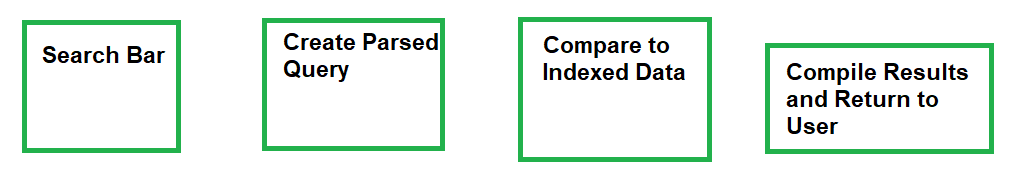 Search Bar
Create Parsed
Query
Compare to
Indexed Data
Compile Results
and Return to
User